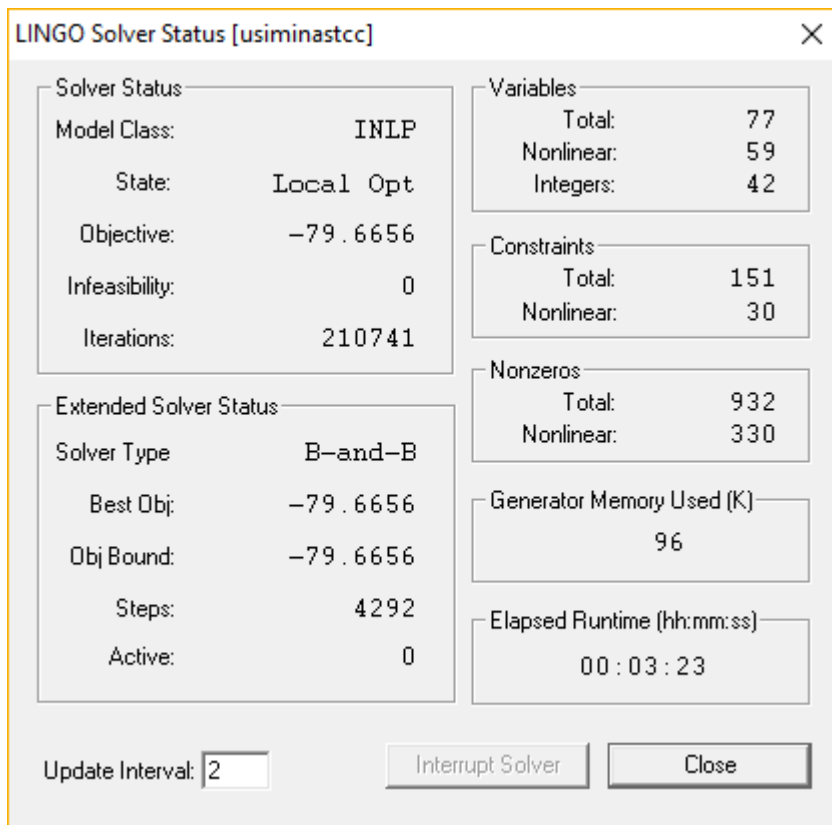 LINGO Solver Status [usiminastcc]
Solver Status
Model Class: INLP
State: Local Opt
Objective: -79.6656
Infeasibility: 0
Iterations: 210741
Extended Solver Status
Solver Type B-and-B
Best Obj: -79.6656
Obj Bound: -79.6656
Steps: 4292
Active: 0
Variables
Total: 77
Nonlinear: 59
Integers: 42
Constraints
Total: 151
Nonlinear: 30
Nonzeros
Total: 932
Nonlinear: 330
Generator Memory Used (K)
96
Elapsed Runtime (hh:mm:ss)
00:03:23
Update Interval: 2
Interrupt Solver
Close